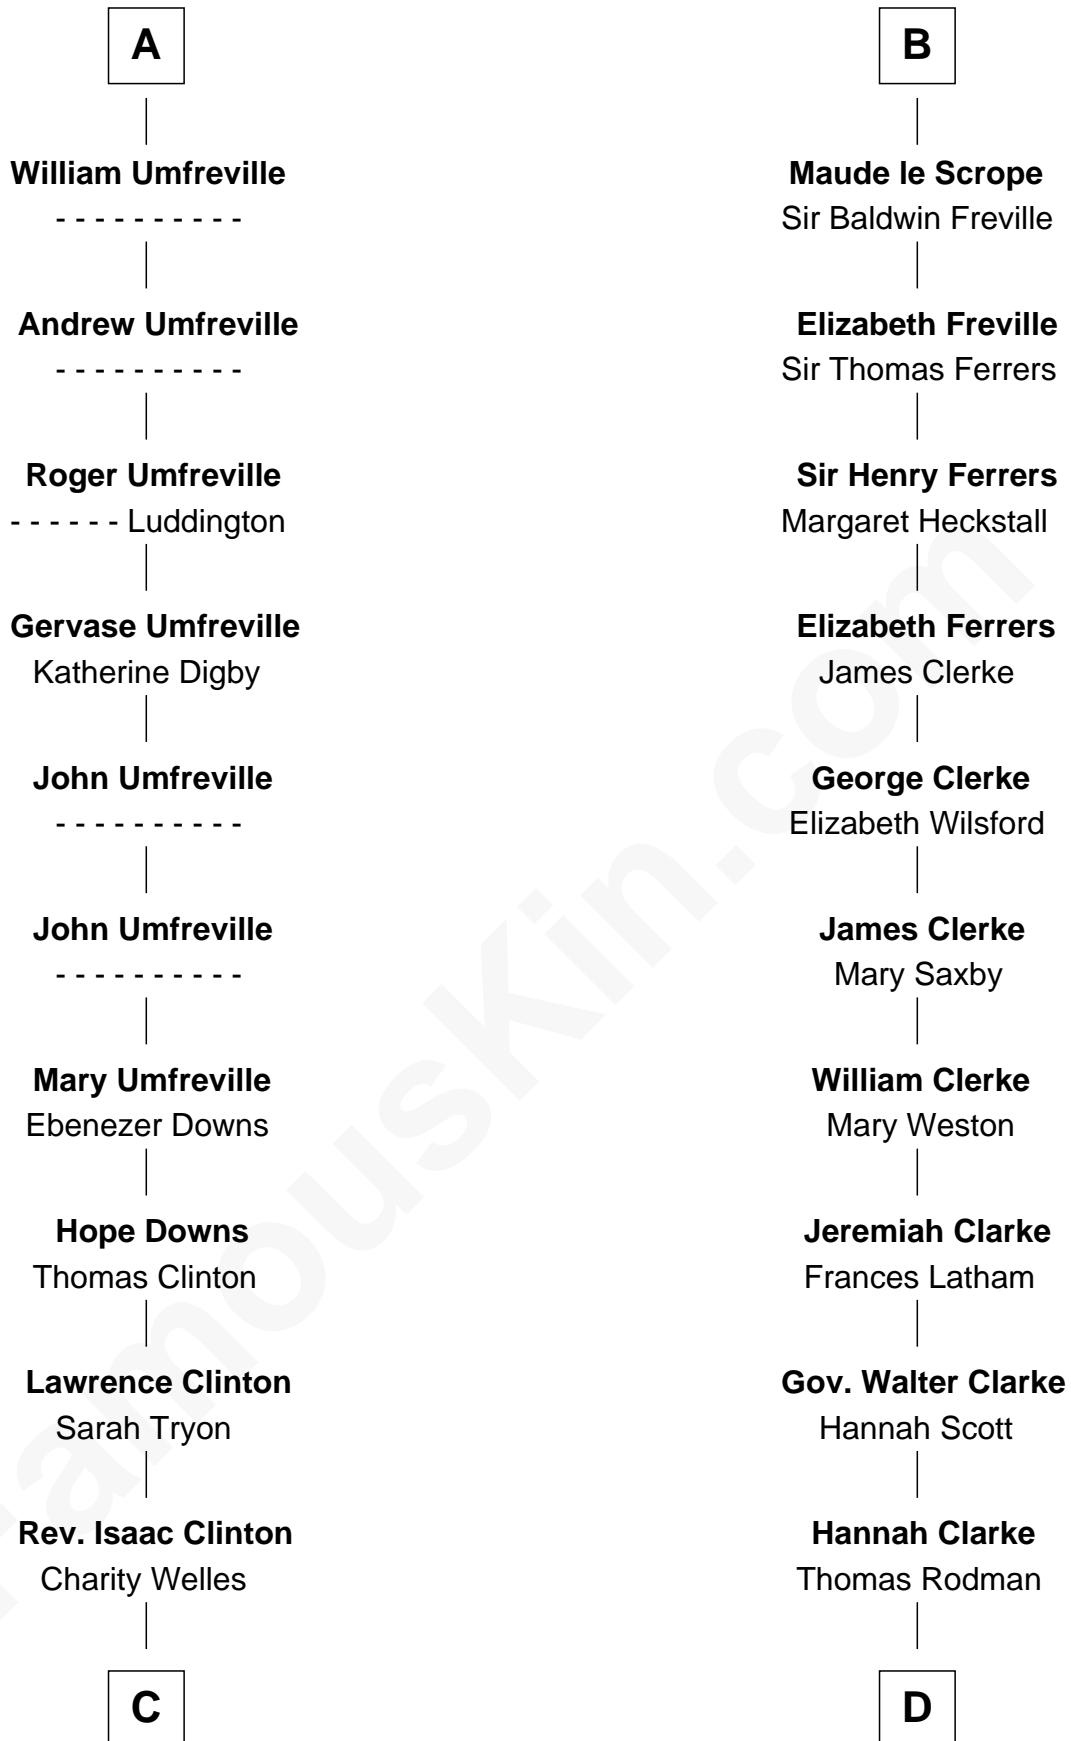 A
William Umfreville
- - - - - - - - - -
Andrew Umfreville
- - - - - - - - - -
Roger Umfreville
- - - - - - Luddington
Gervase Umfreville
Katherine Digby
John Umfreville
- - - - - - - - - -
John Umfreville
- - - - - - - - - -
Mary Umfreville
Ebenezer Downs
Hope Downs
Thomas Clinton
Lawrence Clinton
Sarah Tryon
Rev. Isaac Clinton
Charity Welles
C
B
Maude le Scrope
Sir Baldwin Freville
Elizabeth Freville
Sir Thomas Ferrers
Sir Henry Ferrers
Margaret Heckstall
Elizabeth Ferrers
James Clerke
George Clerke
Elizabeth Wilsford
James Clerke
Mary Saxby
William Clerke
Mary Weston
Jeremiah Clarke
Frances Latham
Gov. Walter Clarke
Hannah Scott
Hannah Clarke
Thomas Rodman
D
FamousKin.com